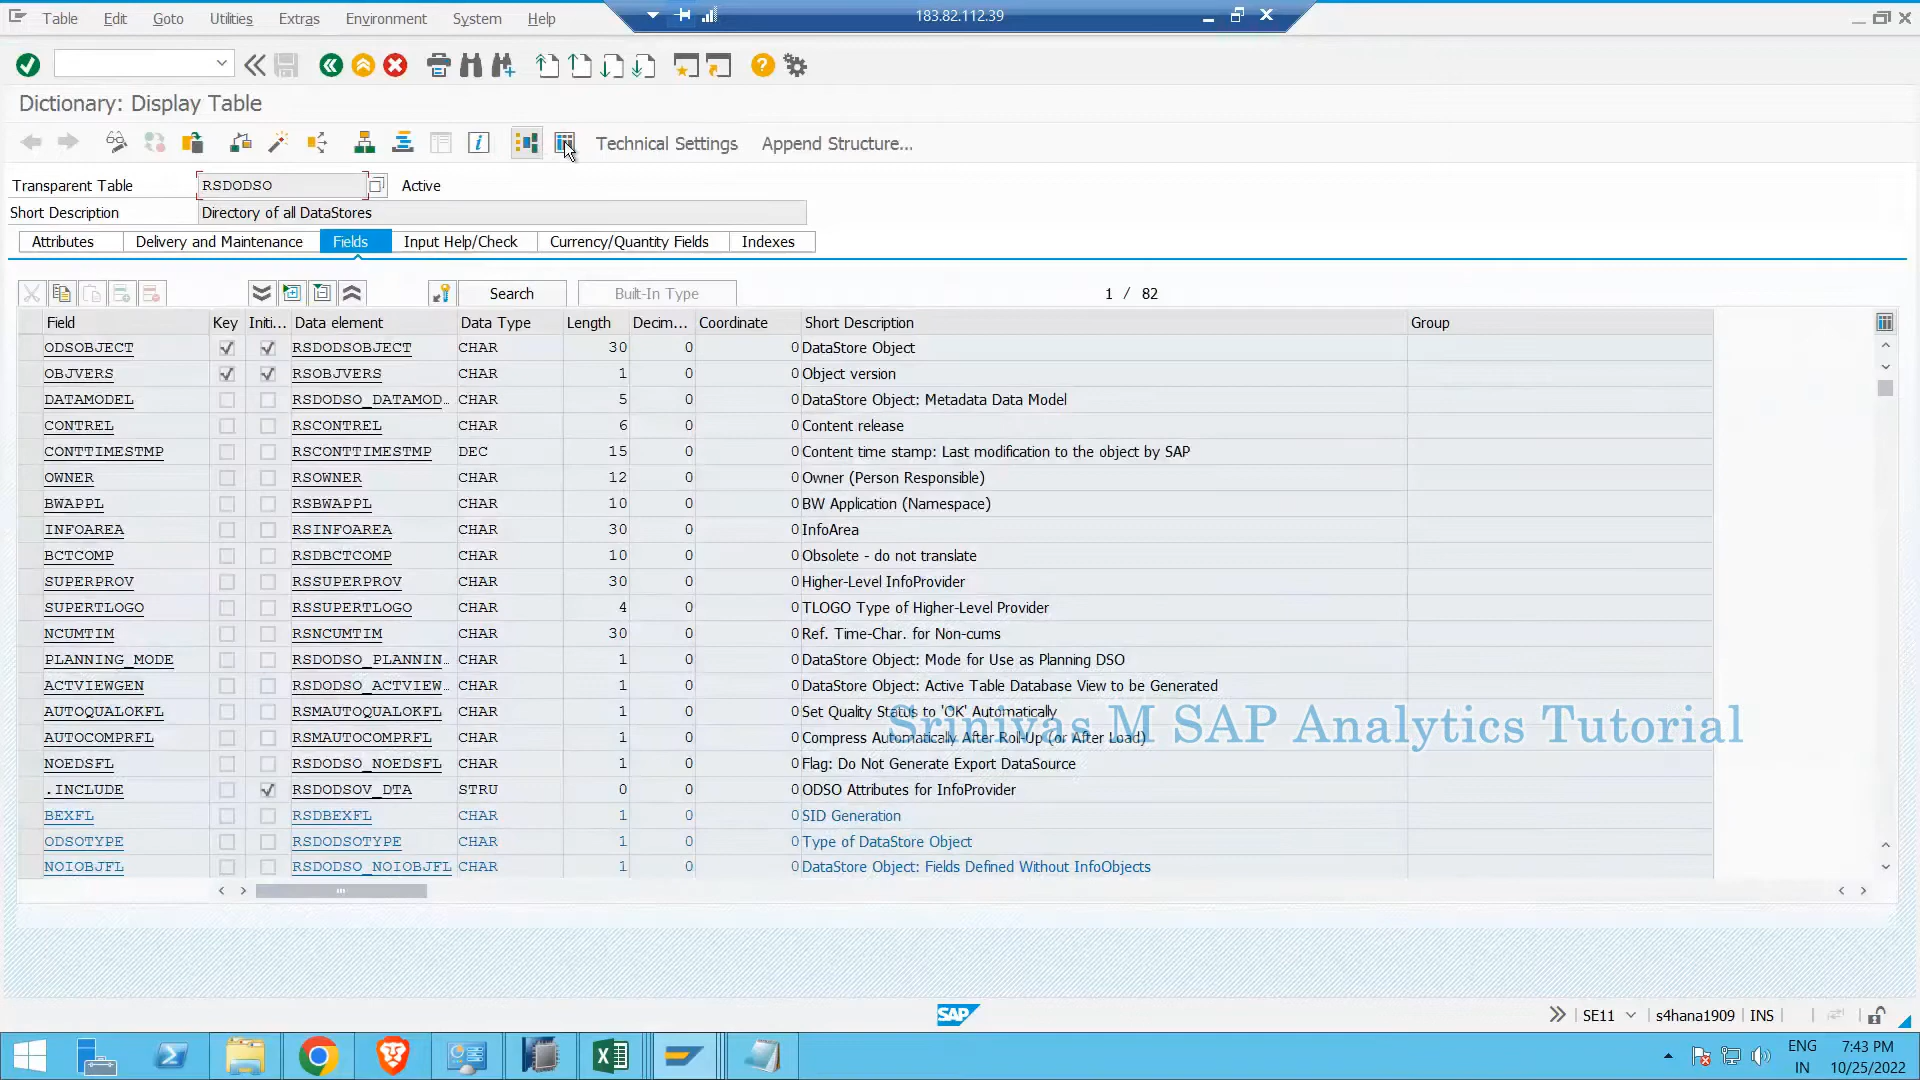 Table Edit Goto Utilities Extras Environment System Help 183.82.112.39
Dictionary: Display Table
Technical Settings Append Structure...
Transparent Table RSDODSO Active
Short Description Directory of all DataStores
Attributes Delivery and Maintenance Fields Input Help/Check Currency/Quantity Fields Indexes
Search Built-In Type 1 / 82
Field Key Initi... Data element Data Type Length Decim... Coordinate Short Description Group
ODSOBJECT RSDODSOBJECT CHAR 30 0 0 DataStore Object
OBJVERS RSOBJVERS CHAR 1 0 0 Object version
DATAMODEL RSDODSO_DATAMOD.. CHAR 5 0 0 DataStore Object: Metadata Data Model
CONTREL RSCONTREL CHAR 6 0 0 Content release
CONTTIMESTMP RSCONTTIMESTMP DEC 15 0 0 Content time stamp: Last modification to the object by SAP
OWNER RSOWNER CHAR 12 0 0 Owner (Person Responsible)
BWAPPL RSBWAPPL CHAR 10 0 0 BW Application (Namespace)
INFOAREA RSINFOAREA CHAR 30 0 0 InfoArea
BCTCOMP RSDBCTCOMP CHAR 10 0 0 Obsolete - do not translate
SUPERPROV RSSUPERPROV CHAR 30 0 0 Higher-Level InfoProvider
SUPERTLOGO RSSUPERTLOGO CHAR 4 0 0 TLOGO Type of Higher-Level Provider
NCUMTIM RSNCUMTIM CHAR 30 0 0 Ref. Time-Char. for Non-cums
PLANNING_MODE RSDODSO_PLANNIN.. CHAR 1 0 0 DataStore Object: Mode for Use as Planning DSO
ACTVIEWGEN RSDODSO_ACTVIEW.. CHAR 1 0 0 DataStore Object: Active Table Database View to be Generated
AUTOQUALOKFL RSMAUTOQUALOKFL CHAR 1 0 0 Set Quality Status to 'OK' Automatically
Srinivas M SAP Analytics Tutorial
AUTOCOMPRFL RSMAUTOCOMPRFL CHAR 1 0 0 Compress Automatically After Roll-Up (or After Load)
NOEDSFL RSDODSO_NOEDSFL CHAR 1 0 0 Flag: Do Not Generate Export DataSource
.INCLUDE RSDODSOV_DTA STRU 0 0 0 ODSO Attributes for InfoProvider
BEXFL RSDBEXFL CHAR 1 0 0 SID Generation
ODSOTYPE RSDODSOTYPE CHAR 1 0 0 Type of DataStore Object
NOIOBJFL RSDODSO_NOIOBJFL CHAR 1 0 0 DataStore Object: Fields Defined Without InfoObjects
SAP SE11 s4hana1909 INS
ENG 7:43 PM
IN 10/25/2022